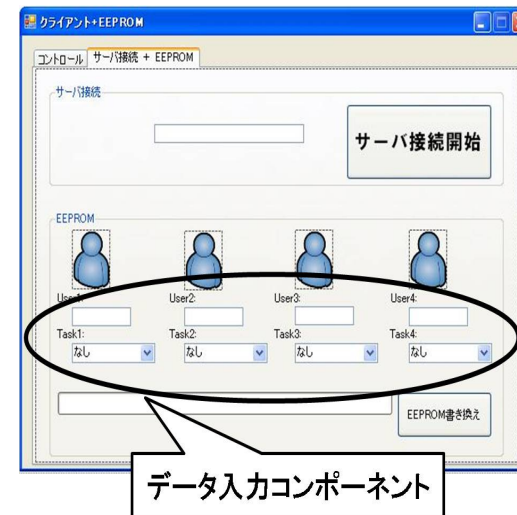 クライアント+EEPROM
コントロール サーバ接続 + EEPROM
サーバ接続
サーバ接続開始
EEPROM
User1: User2: User3: User4:
Task1: Task2: Task3: Task4:
なし なし なし なし
EEPROM書き換え
データ入力コンポーネント